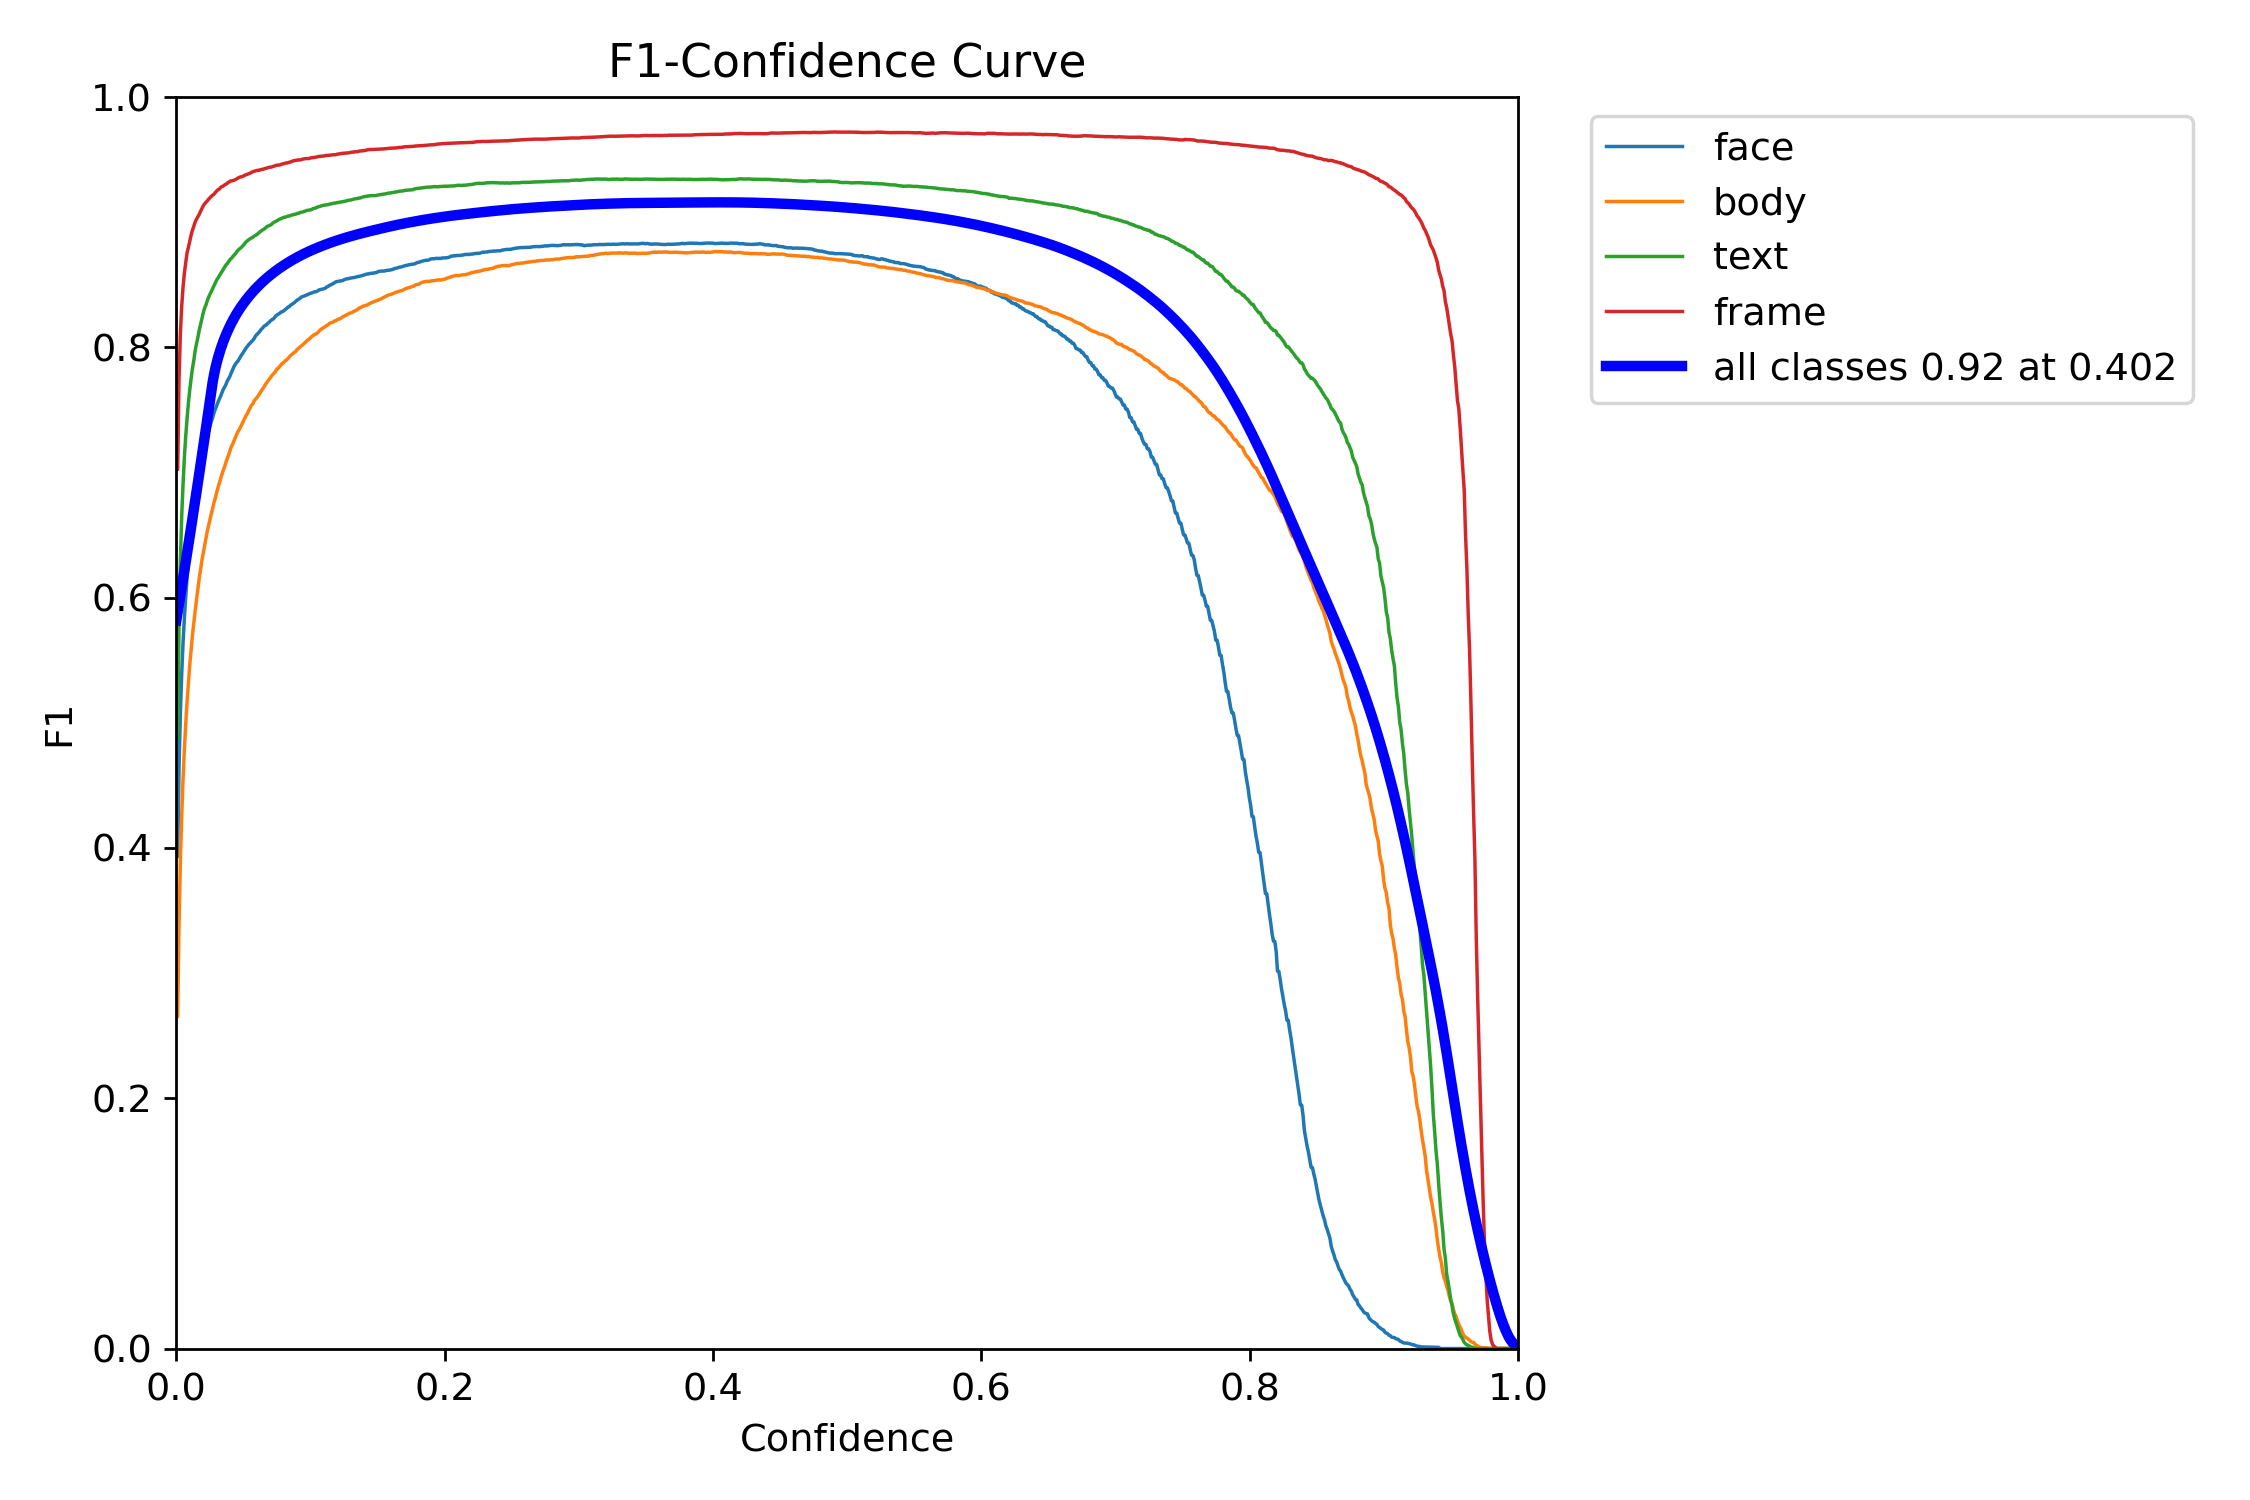 F1-Confidence Curve
1.0
0.8
0.6
0.4
0.2
0.0
F1
0.0 0.2 0.4 0.6 0.8 1.0
Confidence
face
body
text
frame
all classes 0.92 at 0.402